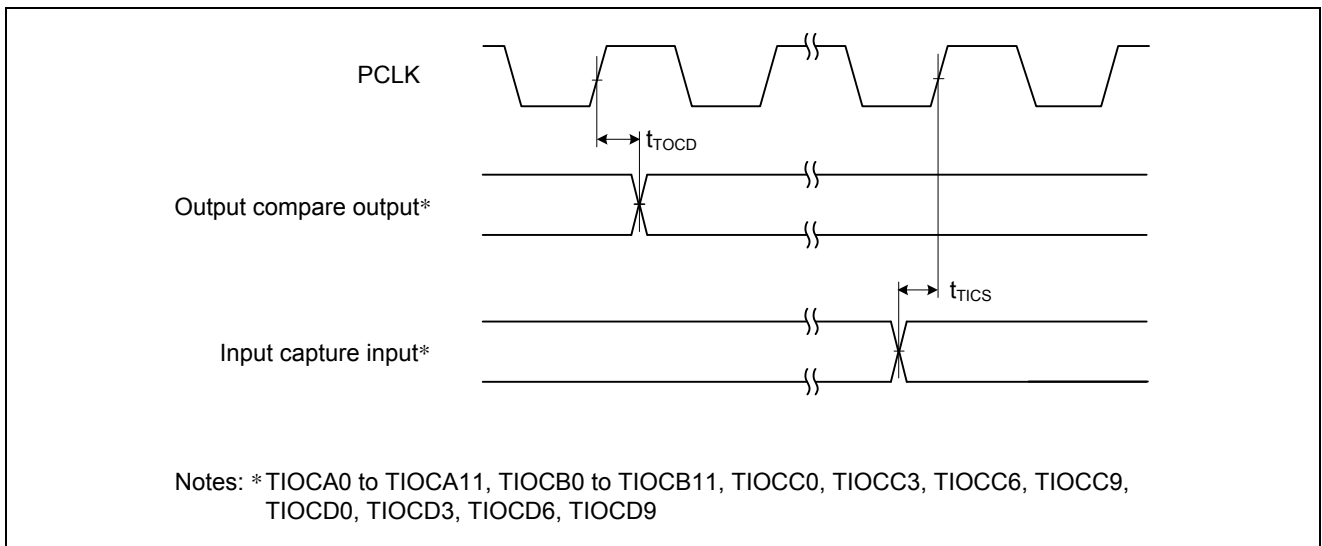 PCLK
tTOCD
Output compare output*
tTICS
Input capture input*
Notes: * TIOCA0 to TIOCA11, TIOCB0 to TIOCB11, TIOCC0, TIOCC3, TIOCC6, TIOCC9,
TIOCD0, TIOCD3, TIOCD6, TIOCD9